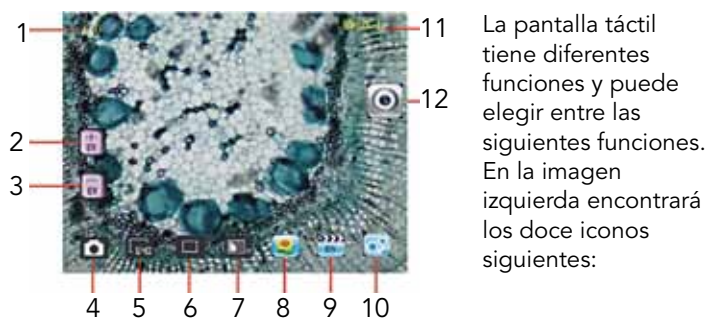 La pantalla táctil
tiene diferentes
funciones y puede
elegir entre las
siguientes funciones.
En la imagen
izquierda encontrará
los doce iconos
siguientes:
1
11
12
2
3
4 5 6 7 8 9 10